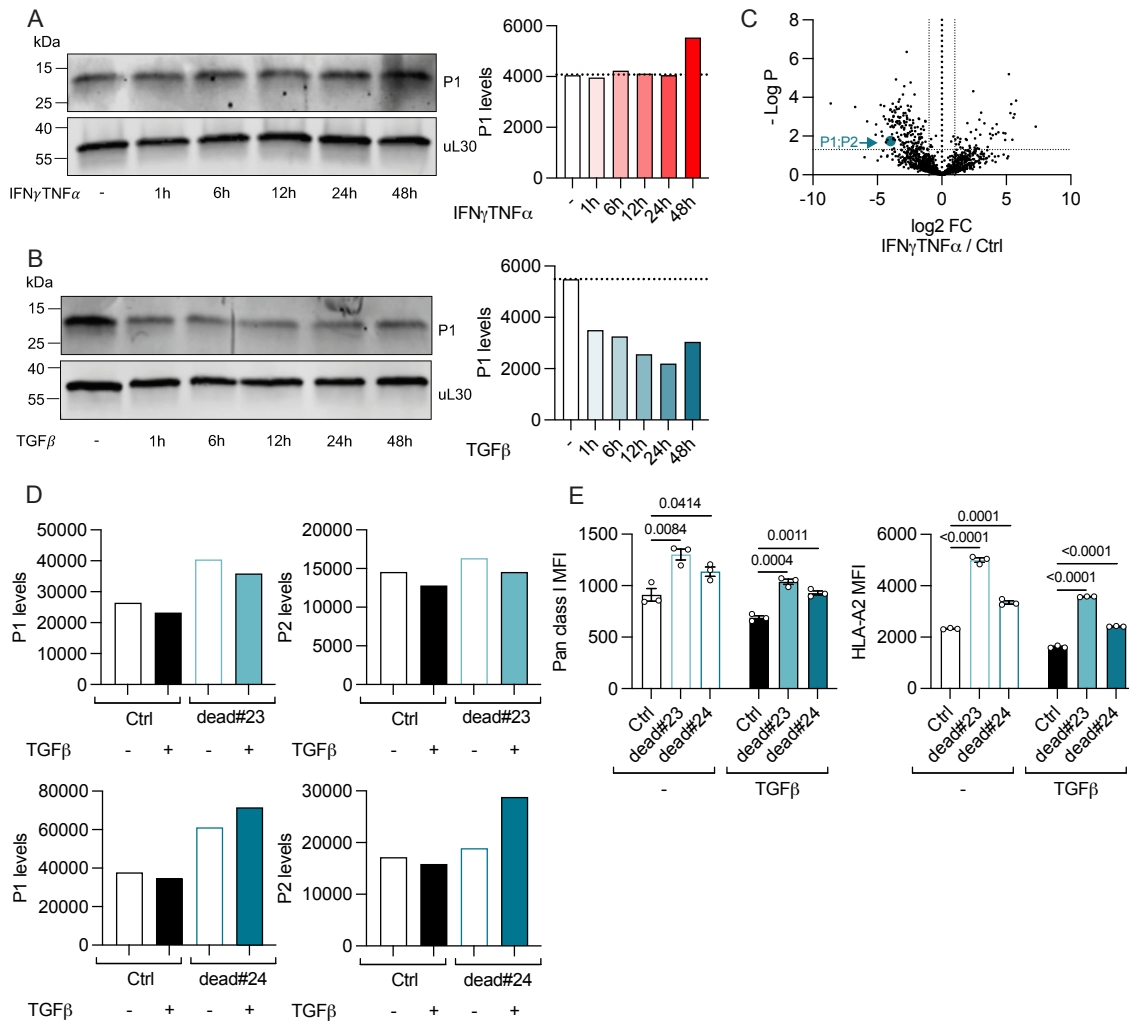 A
kDa
15
25
P1
40
55
uL30
IFNγTNFα - 1h 6h 12h 24h 48h
P1 levels
6000
4000
2000
0
- 1h 6h 12h 24h 48h
IFNγTNFα
C
- Log P
8
6
4
2
0
P1;P2
-10 -5 0 5 10
log2 FC
IFNγTNFα / Ctrl
B
kDa
15
25
P1
40
55
uL30
TGFβ - 1h 6h 12h 24h 48h
P1 levels
6000
4000
2000
0
- 1h 6h 12h 24h 48h
TGFβ
D
P1 levels
50000
40000
30000
20000
10000
0
Ctrl dead#23
TGFβ - + - +
P2 levels
20000
15000
10000
5000
0
Ctrl dead#23
- + - +
P1 levels
80000
60000
40000
20000
0
Ctrl dead#24
TGFβ - + - +
P2 levels
30000
20000
10000
0
Ctrl dead#24
- + - +
E
Pan class I MFI
1500
1000
500
0
0.0414
0.0084
0.0011
0.0004
Ctrl dead#23 dead#24 Ctrl dead#23 dead#24
- TGFβ
HLA-A2 MFI
6000
4000
2000
0
0.0001
<0.0001
<0.0001
<0.0001
Ctrl dead#23 dead#24 Ctrl dead#23 dead#24
- TGFβ